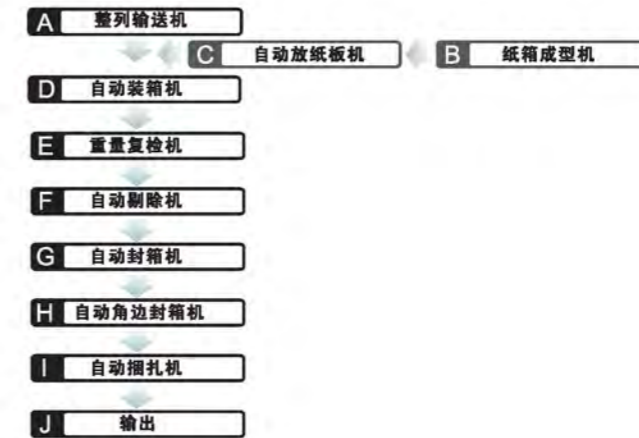 A 整列输送机
C 自动放纸板机 B 纸箱成型机
D 自动装箱机
E 重量复检机
F 自动剔除机
G 自动封箱机
H 自动角边封箱机
I 自动捆扎机
J 输出